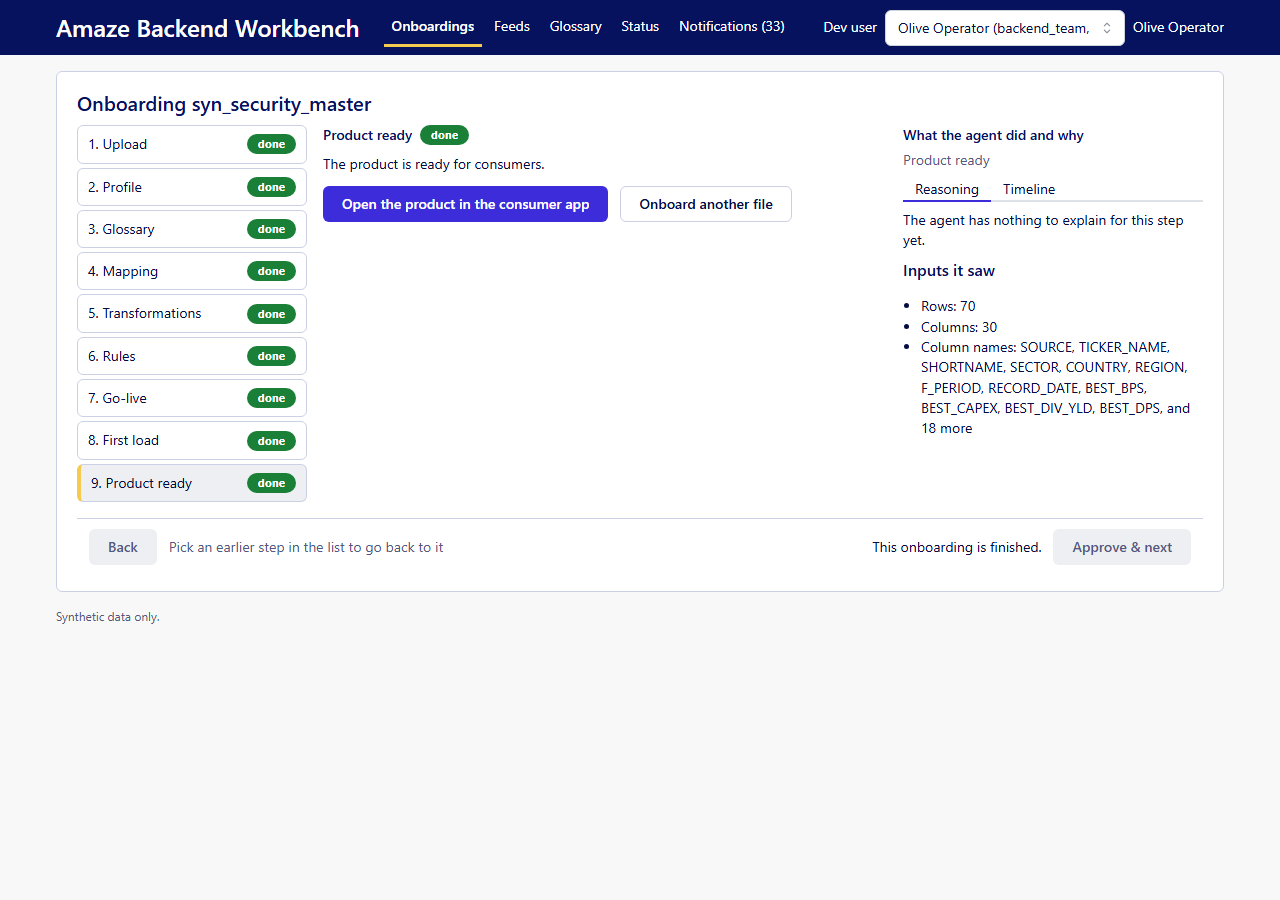 Amaze Backend Workbench
Onboardings
Feeds
Glossary
Status
Notifications (33)
Dev user
Olive Operator (backend_team,
Olive Operator
Onboarding syn_security_master
1. Upload
done
2. Profile
done
3. Glossary
done
4. Mapping
done
5. Transformations
done
6. Rules
done
7. Go-live
done
8. First load
done
9. Product ready
done
Product ready
done
The product is ready for consumers.
Open the product in the consumer app
Onboard another file
What the agent did and why
Product ready
Reasoning
Timeline
The agent has nothing to explain for this step
yet.
Inputs it saw
Rows: 70
Columns: 30
Column names: SOURCE, TICKER_NAME,
SHORTNAME, SECTOR, COUNTRY, REGION,
F_PERIOD, RECORD_DATE, BEST_BPS,
BEST_CAPEX, BEST_DIV_YLD, BEST_DPS, and
18 more
Back
Pick an earlier step in the list to go back to it
This onboarding is finished.
Approve & next
Synthetic data only.